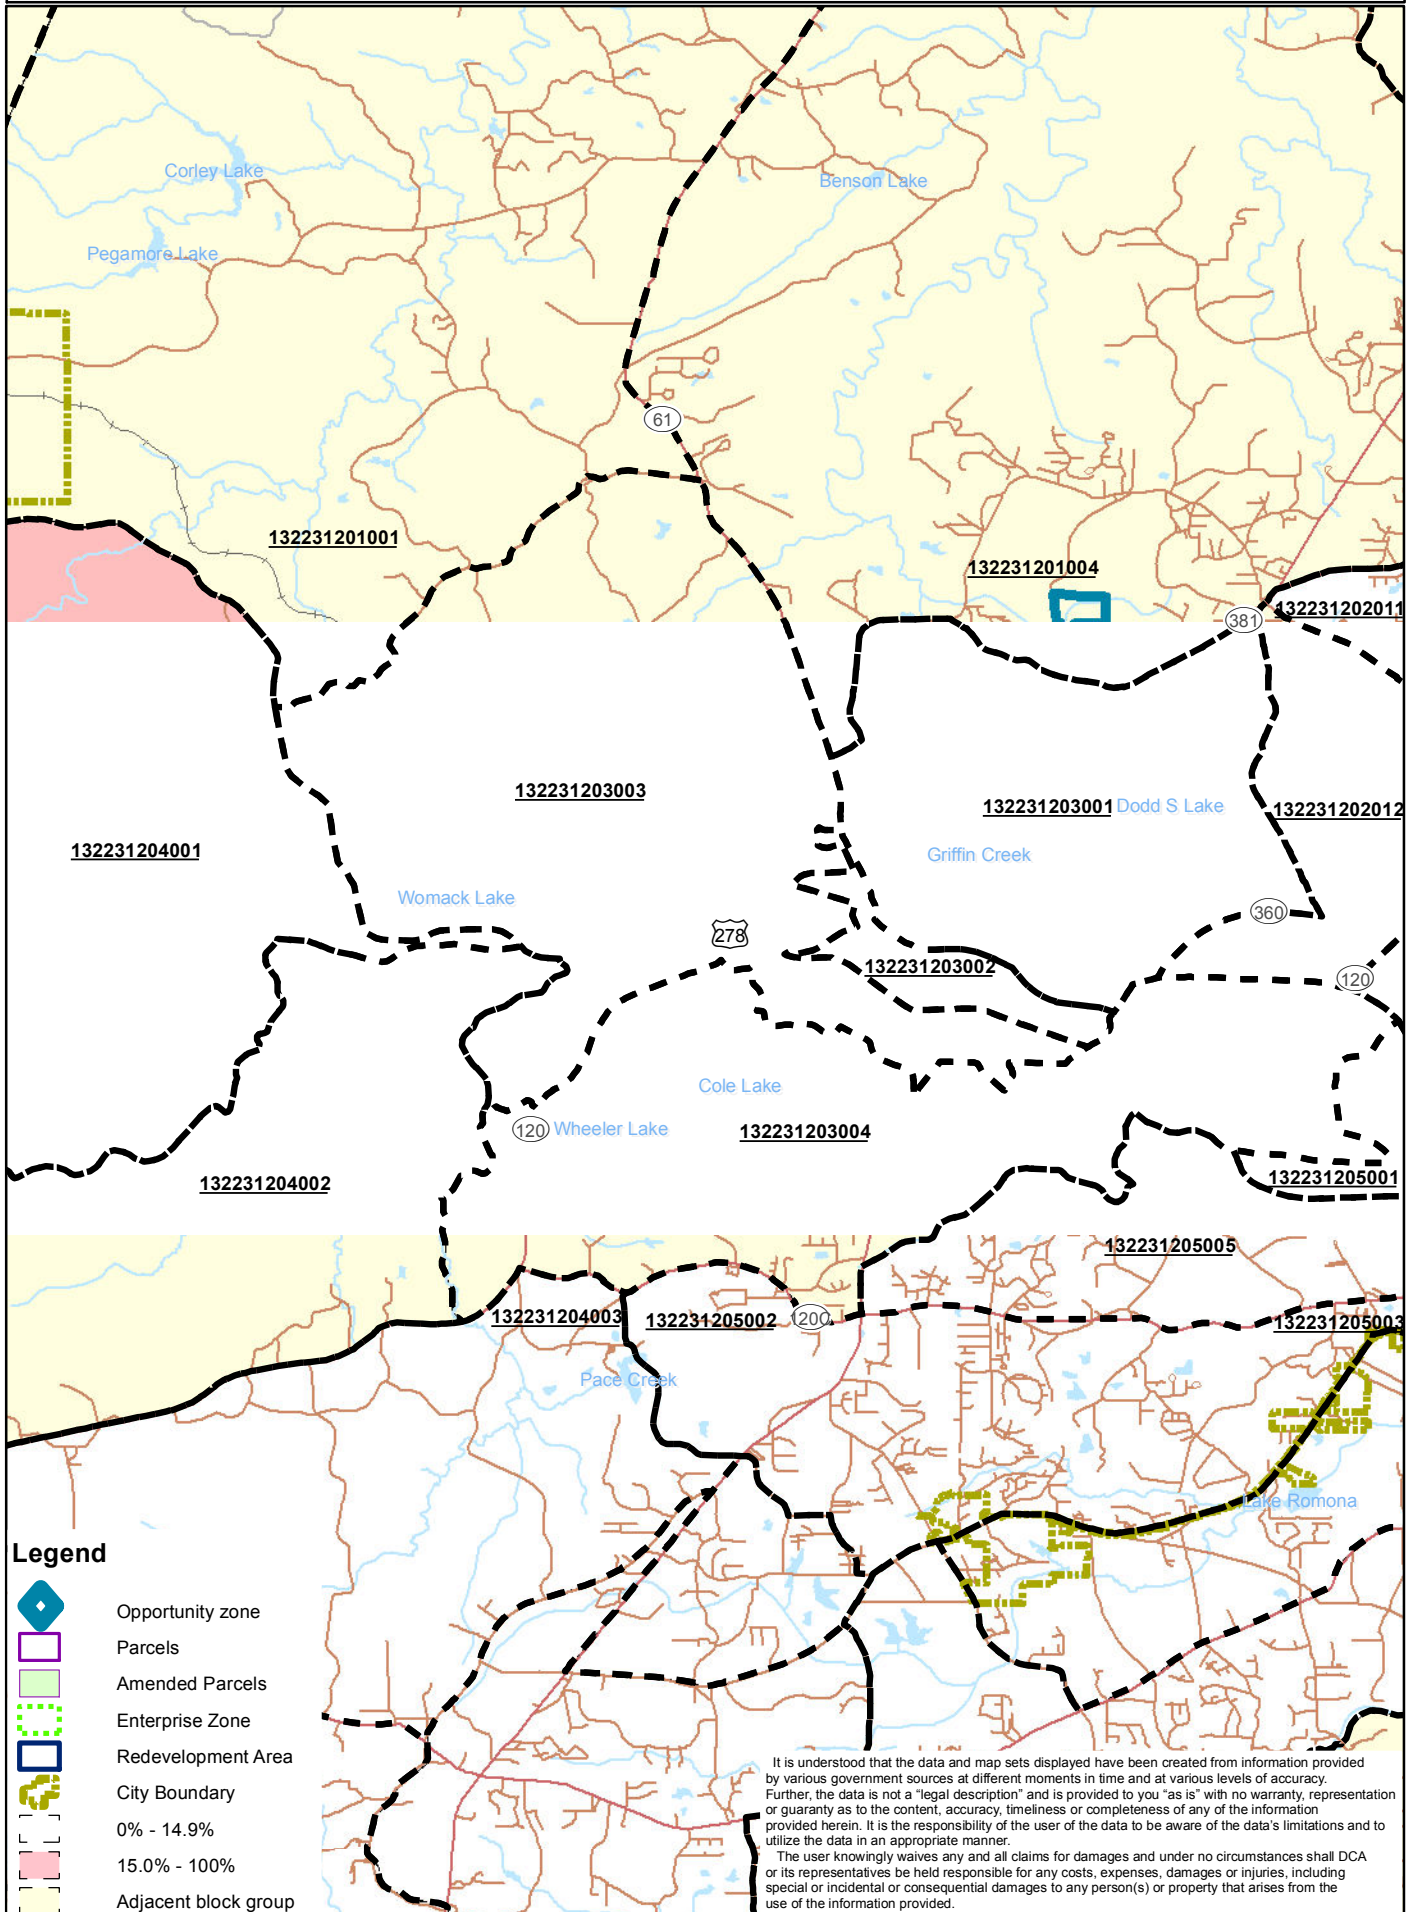 Corley Lake
Benson Lake
Pegamore Lake
61
132231201001
132231201004
132231202011
381
132231203003
132231203001 Dodd S Lake
132231202012
132231204001
Griffin Creek
Womack Lake
360
278
132231203002
120
Cole Lake
120 Wheeler Lake
132231203004
132231205001
132231204002
132231205005
132231204003
132231205002
120C
132231205003
Pace Creek
Lake Romona
Legend
Opportunity zone
Parcels
Amended Parcels
Enterprise Zone
Redevelopment Area
City Boundary
0% - 14.9%
15.0% - 100%
Adjacent block group
It is understood that the data and map sets displayed have been created from information provided
by various government sources at different moments in time and at various levels of accuracy.
Further, the data is not a "legal description" and is provided to you "as is" with no warranty, representation
or guaranty as to the content, accuracy, timeliness or completeness of any of the information
provided herein. It is the responsibility of the user of the data to be aware of the data's limitations and to
utilize the data in an appropriate manner.
The user knowingly waives any and all claims for damages and under no circumstances shall DCA
or its representatives be held responsible for any costs, expenses, damages or injuries, including
special or incidental or consequential damages to any person(s) or property that arises from the
use of the information provided.